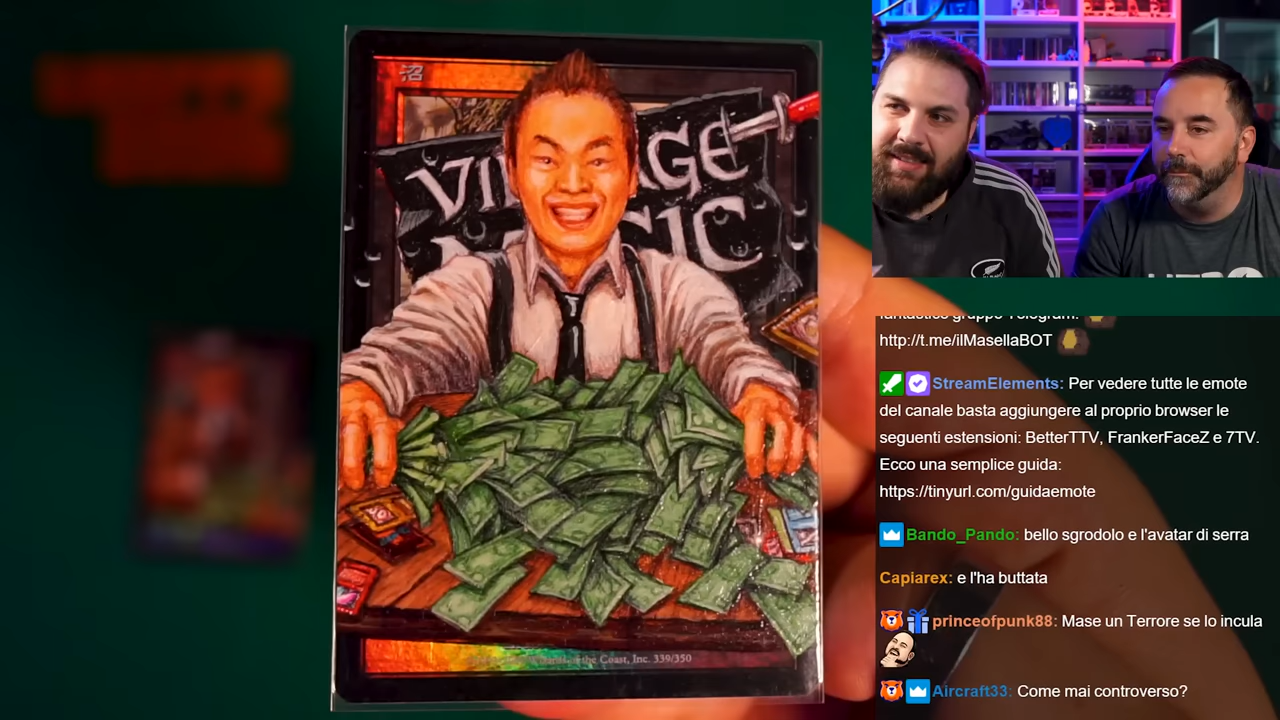 沼
VILLAGE
MAGIC
of the Coast, Inc. 339/350
http://t.me/ilMasellaBOT
StreamElements: Per vedere tutte le emote
del canale basta aggiungere al proprio browser le
seguenti estensioni: BetterTTV, FrankerFaceZ e 7TV.
Ecco una semplice guida:
https://tinyurl.com/guidaemote
Bando_Pando: bello sgrodolo e l'avatar di serra
Capiarex: e l'ha buttata
princeofpunk88: Mase un Terrore se lo incula
Aircraft33: Come mai controverso?